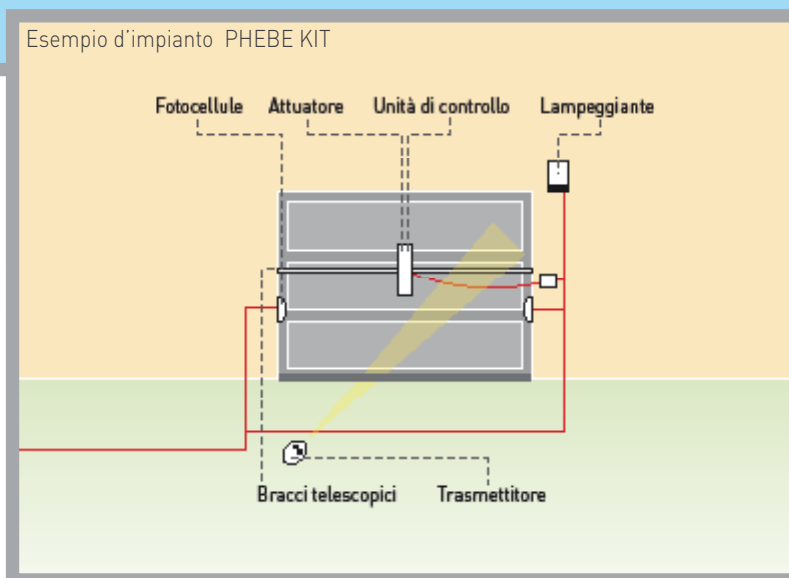 Esempio d'impianto PHEBE KIT
Fotocellule Attuatore Unità di controllo Lampeggiante
Bracci telescopici Trasmettitore